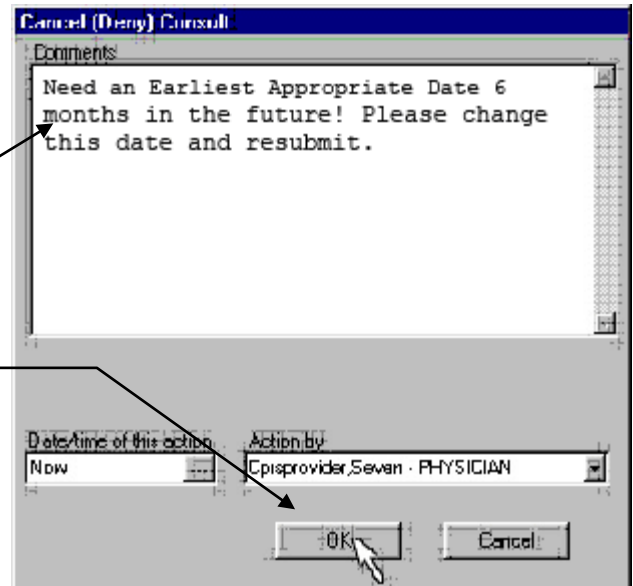 Cancel (Deny) Consult
Comments
Need an Earliest Appropriate Date 6
months in the future! Please change
this date and resubmit.
Date/time of this action
Action by
Now
...
Cprsprovider,Seven - PHYSICIAN
OK
Cancel